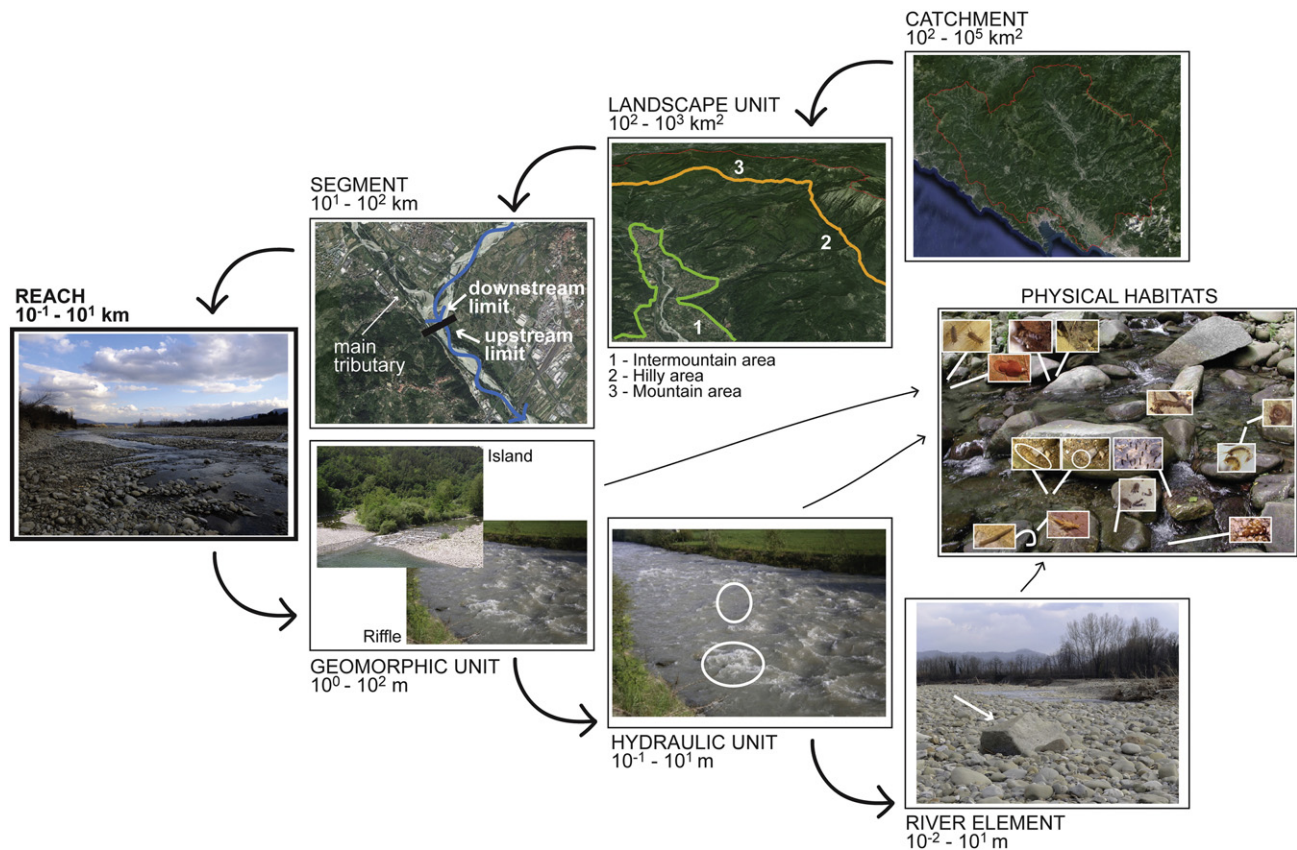 CATCHMENT
10² - 10⁵ km²
LANDSCAPE UNIT
10² - 10³ km²
3
2
1
1 - Intermountain area
2 - Hilly area
3 - Mountain area
SEGMENT
10¹ - 10² km
downstream
limit
upstream
limit
main
tributary
REACH
10⁻¹ - 10¹ km
PHYSICAL HABITATS
Island
Riffle
GEOMORPHIC UNIT
10⁰ - 10² m
HYDRAULIC UNIT
10⁻¹ - 10¹ m
RIVER ELEMENT
10⁻² - 10¹ m